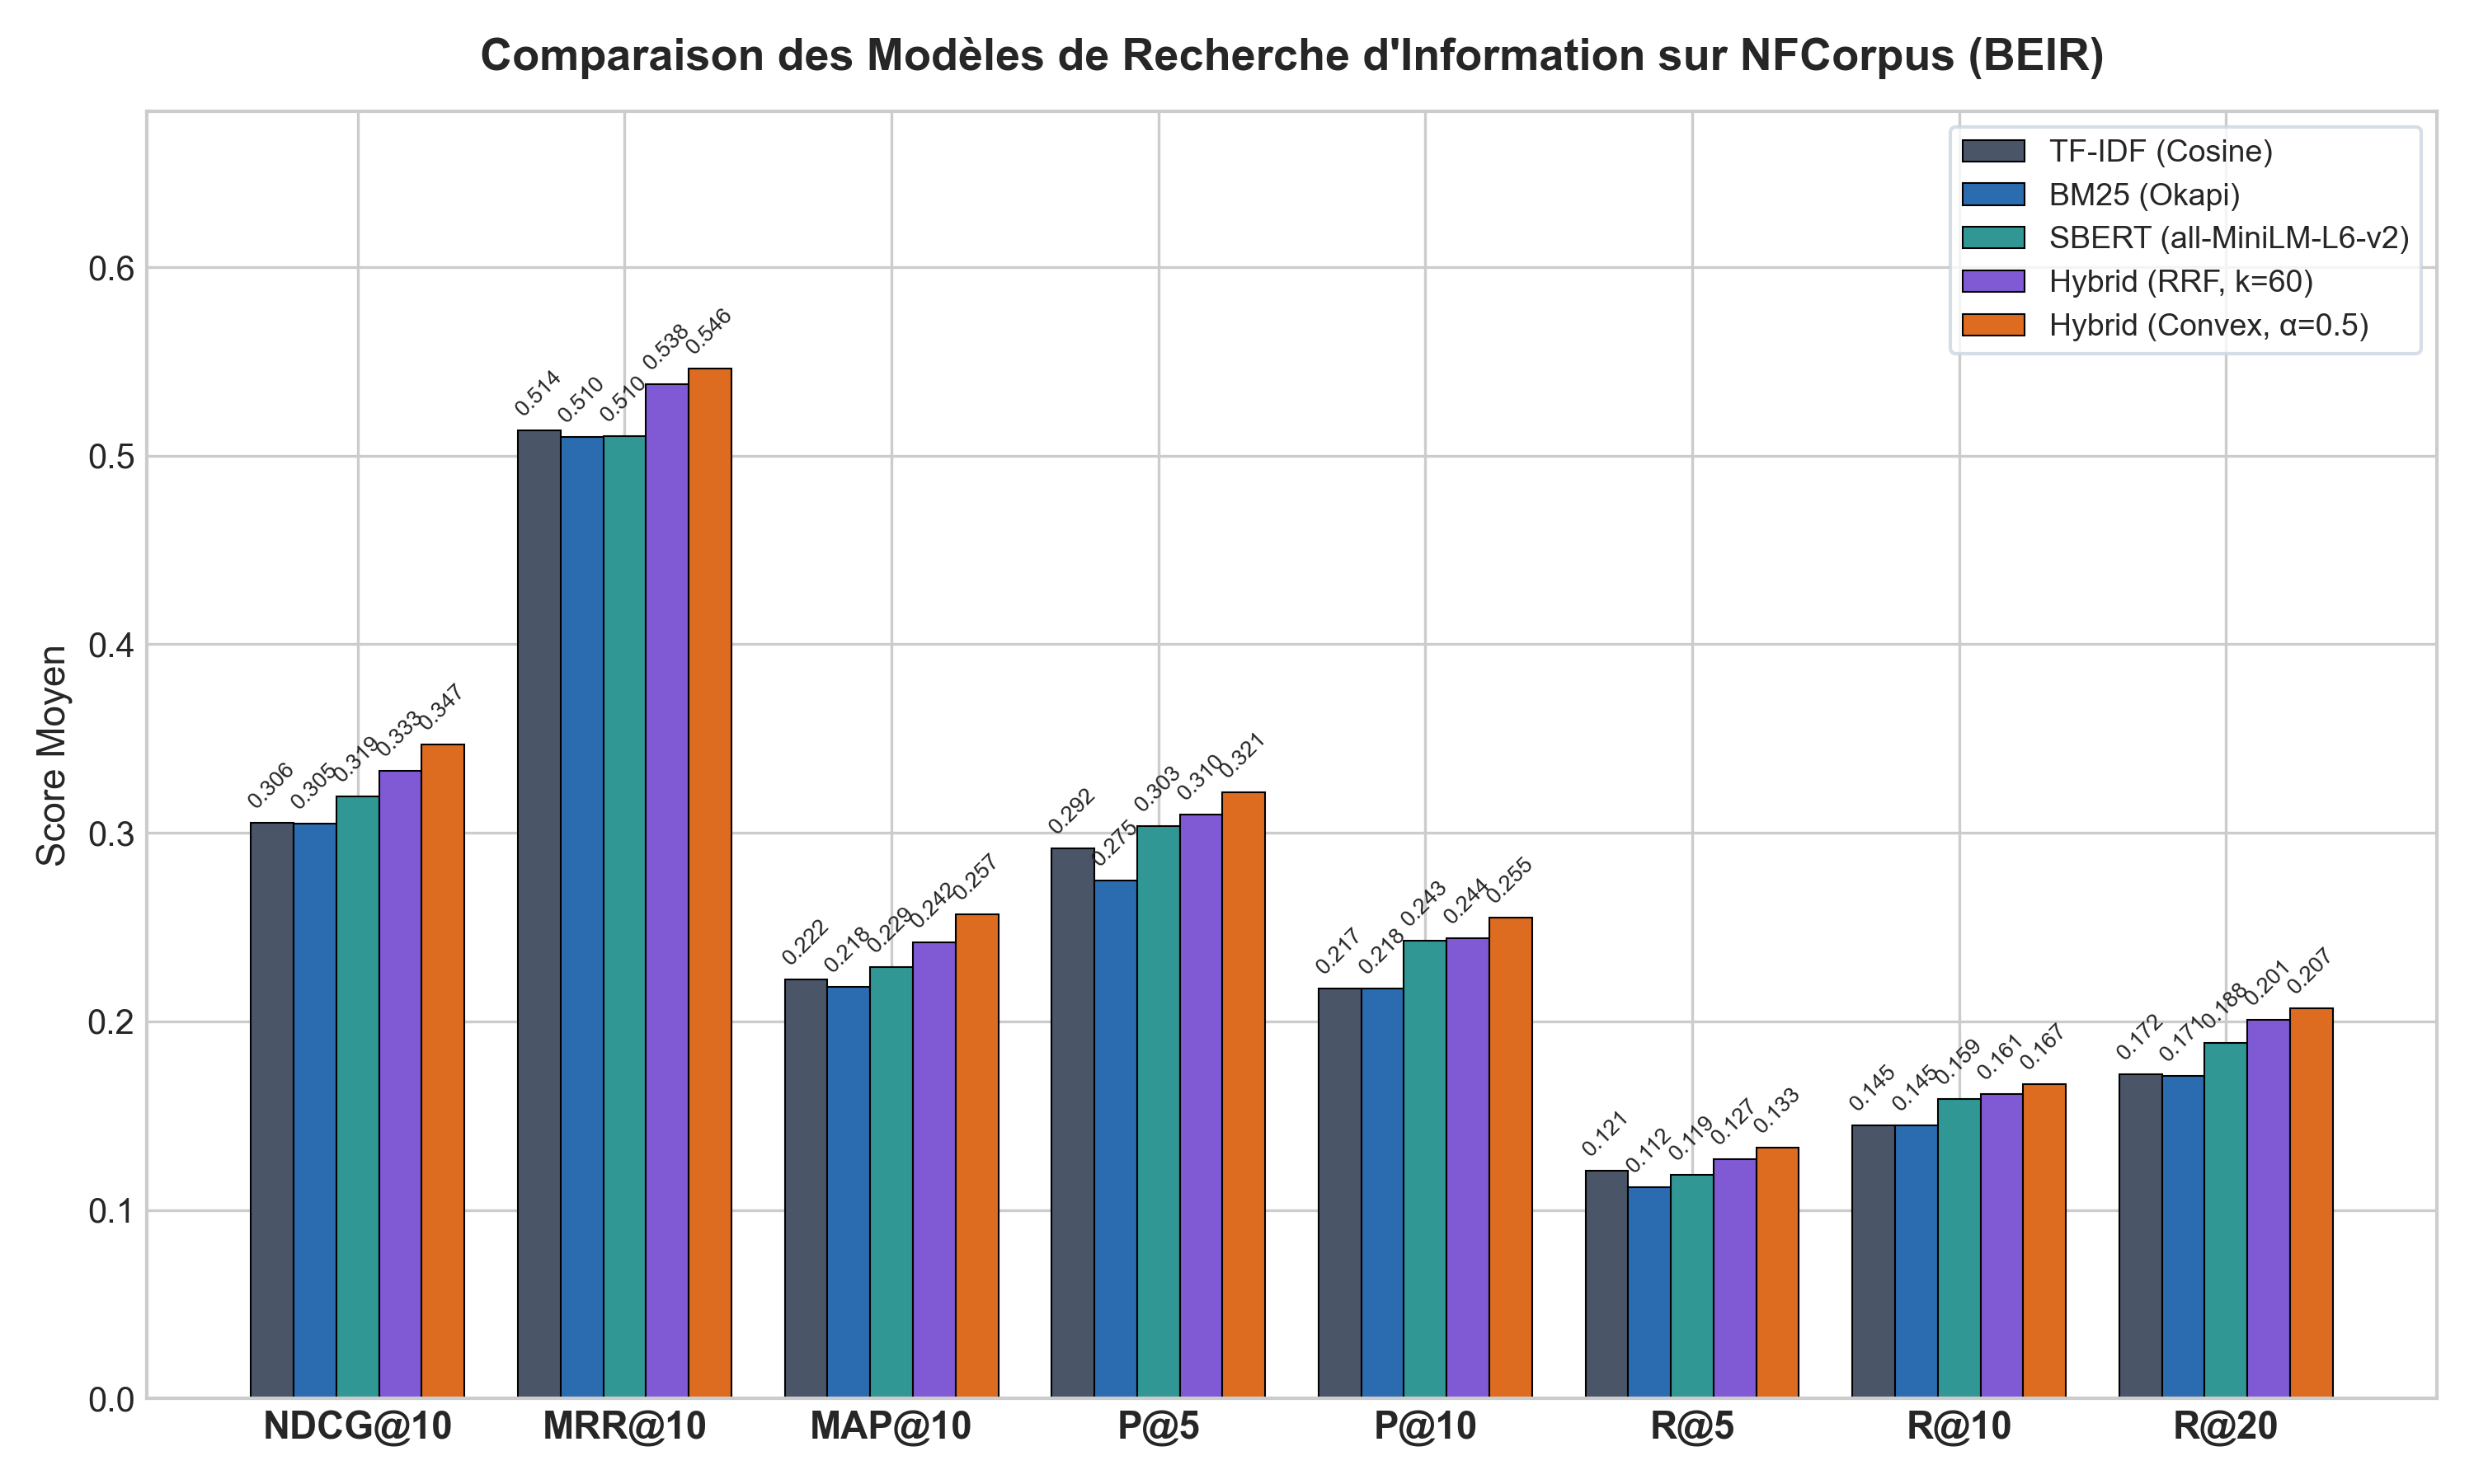 Comparaison des Modèles de Recherche d'Information sur NFCorpus (BEIR)
TF-IDF (Cosine)
BM25 (Okapi)
SBERT (all-MiniLM-L6-v2)
Hybrid (RRF, k=60)
Hybrid (Convex, α=0.5)
Score Moyen
0.6
0.5
0.4
0.3
0.2
0.1
0.0
0.306 0.305 0.319 0.333 0.347
0.514 0.510 0.510 0.538 0.546
0.222 0.218 0.229 0.242 0.257
0.292 0.275 0.303 0.310 0.321
0.217 0.218 0.243 0.244 0.255
0.121 0.112 0.119 0.127 0.133
0.145 0.145 0.159 0.161 0.167
0.172 0.171 0.188 0.201 0.207
NDCG@10 MRR@10 MAP@10 P@5 P@10 R@5 R@10 R@20